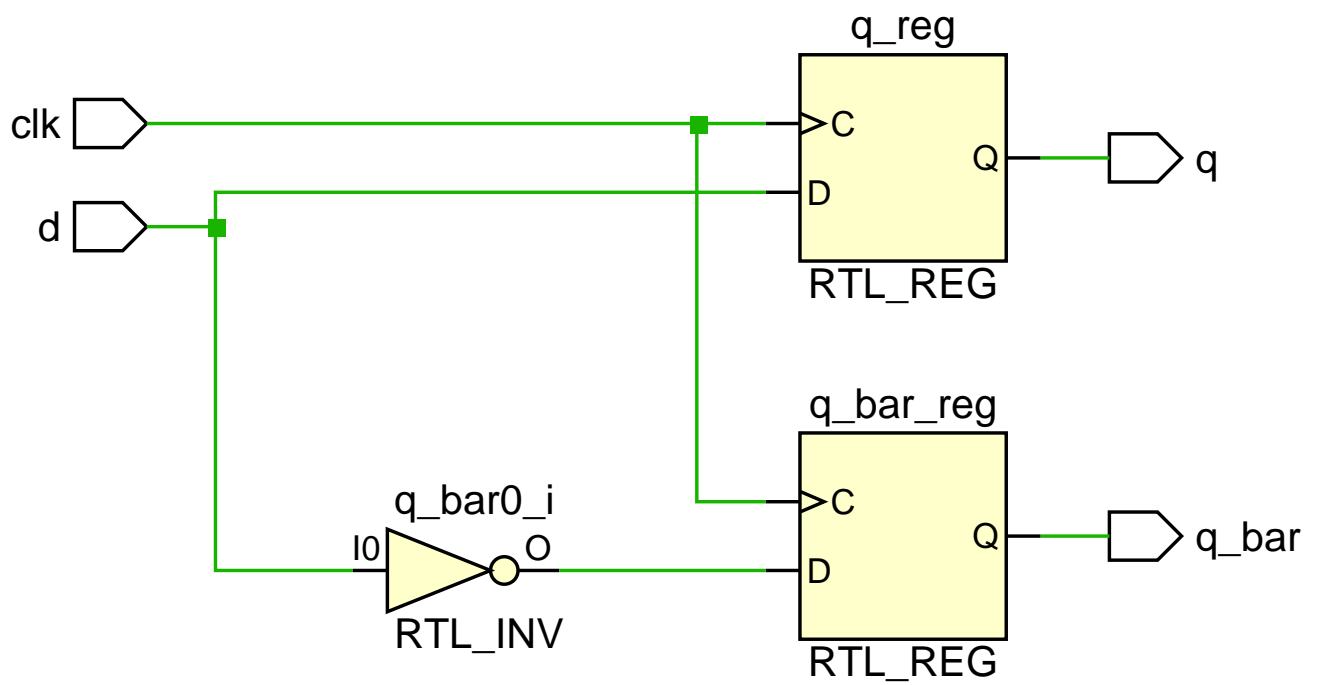 q_reg
clk
C
Q
q
D
d
RTL_REG
q_bar_reg
q_bar0_i
C
I0
O
Q
q_bar
D
RTL_INV
RTL_REG